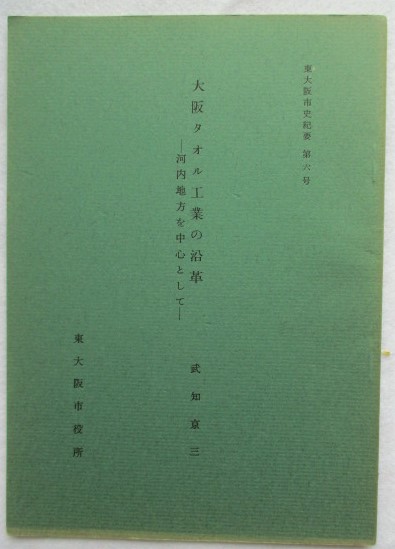 東大阪市史紀要 第六号
大阪タオル工業の沿革
―河内地方を中心として―
武知京三
東大阪市役所